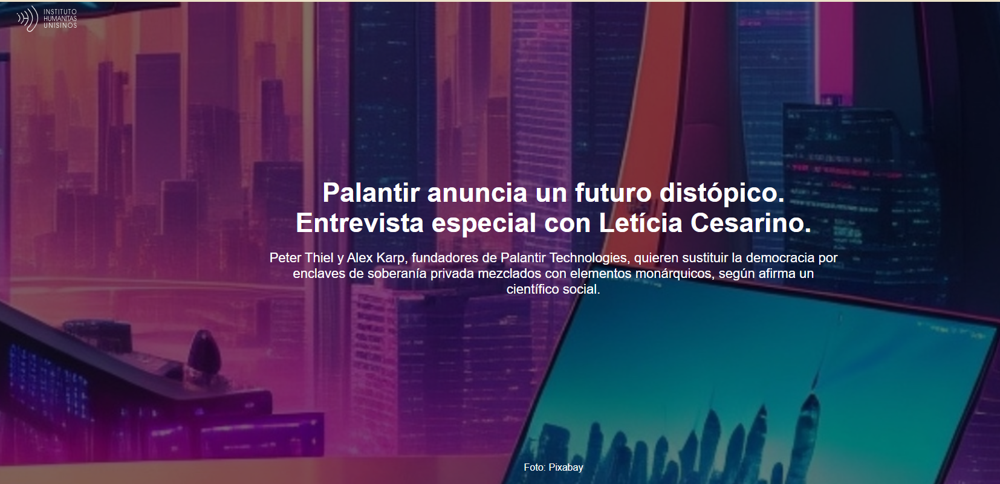 INSTITUTO
HUMANITAS
UNISINOS
Palantir anuncia un futuro distópico.
Entrevista especial con Letícia Cesarino.
Peter Thiel y Alex Karp, fundadores de Palantir Technologies, quieren sustituir la democracia por
enclaves de soberanía privada mezclados con elementos monárquicos, según afirma un
científico social.
Foto: Pixabay